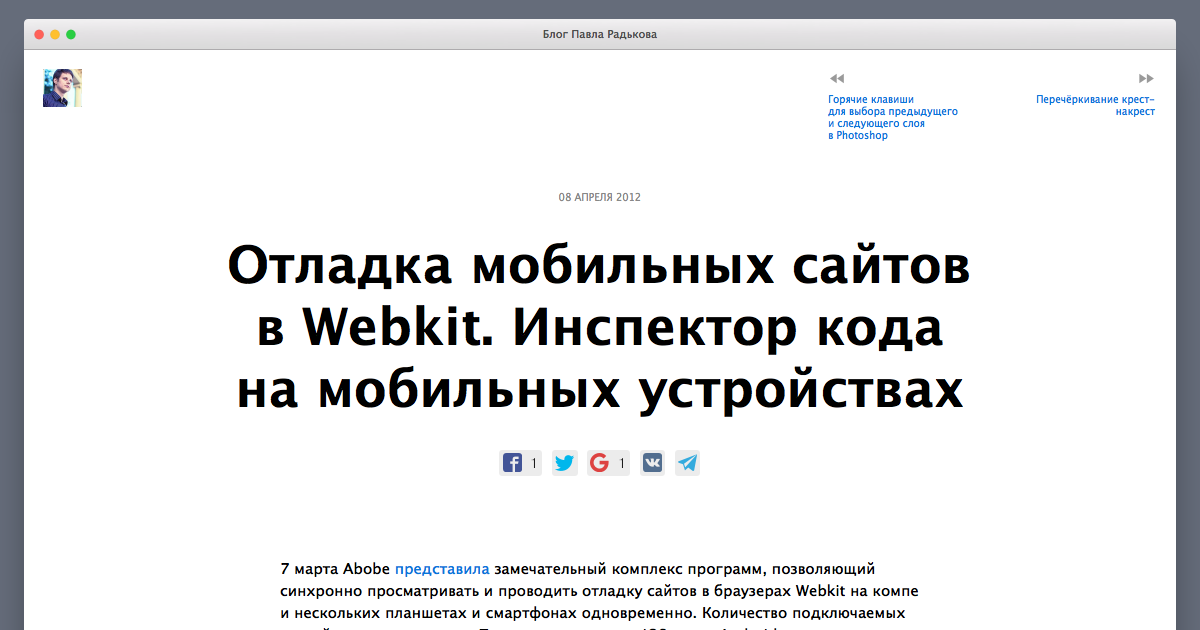 Блог Павла Радькова
Горячие клавиши
для выбора предыдущего
и следующего слоя
в Photoshop
Перечёркивание крест-
накрест
08 АПРЕЛЯ 2012
Отладка мобильных сайтов
в Webkit. Инспектор кода
на мобильных устройствах
1
1
7 марта Abobe представила замечательный комплекс программ, позволяющий
синхронно просматривать и проводить отладку сайтов в браузерах Webkit на компе
и нескольких планшетах и смартфонах одновременно. Количество подключаемых